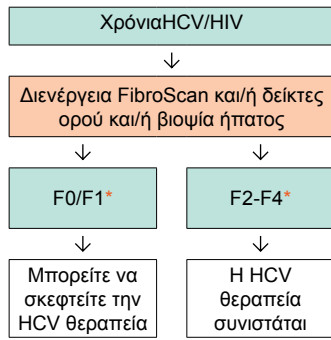 ΧρόνιαHCV/HIV
Διενέργεια FibroScan και/ή δείκτες
ορού και/ή βιοψία ήπατος
F0/F1*
F2-F4*
Μπορείτε να
σκεφτείτε την
HCV θεραπεία
Η HCV
θεραπεία
συνιστάται